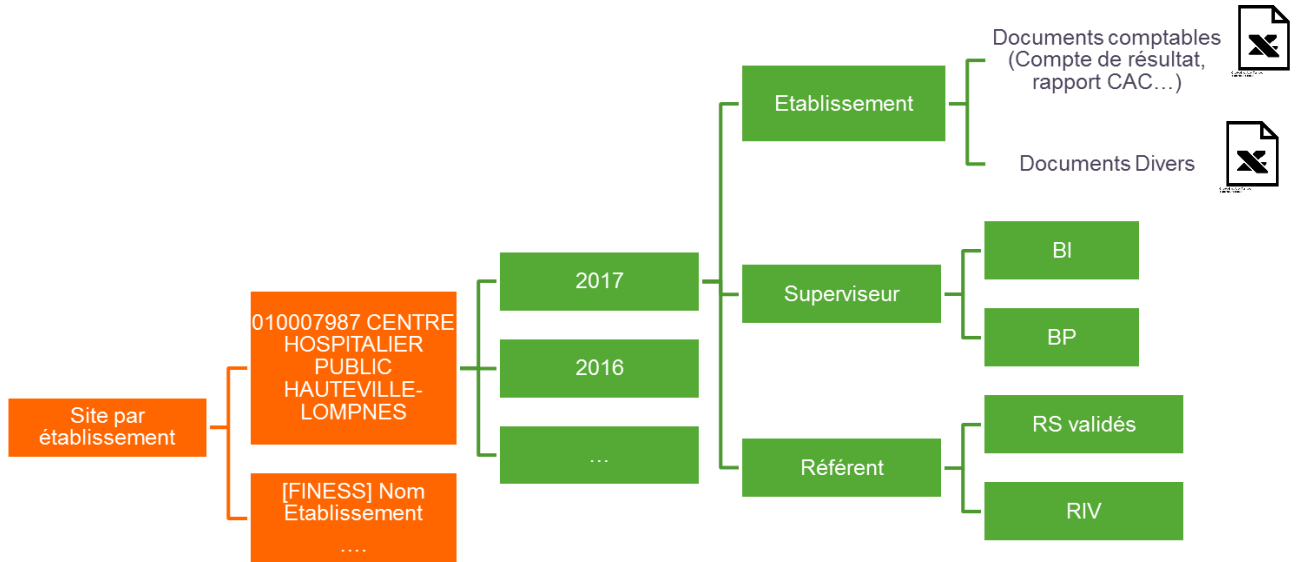 Site par
établissement
010007987 CENTRE
HOSPITALIER
PUBLIC
HAUTEVILLE-
LOMPNES
[FINESS] Nom
Etablissement
....
2017
2016
...
Etablissement
Superviseur
Référent
Documents comptables
(Compte de résultat,
rapport CAC...)
Documents Divers
BI
BP
RS validés
RIV